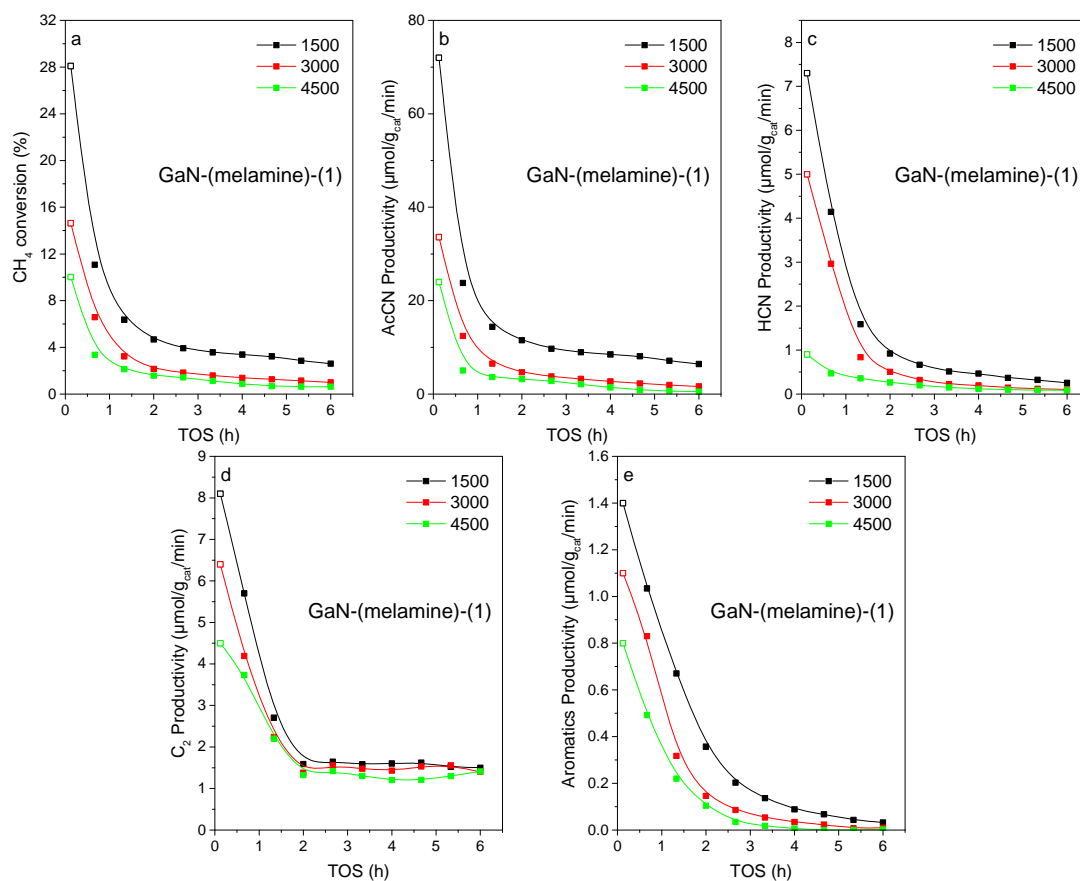 a
1500
3000
4500
GaN-(melamine)-(1)
CH4 conversion (%)
32
28
24
20
16
12
8
4
0
0 1 2 3 4 5 6
TOS (h)
b
1500
3000
4500
GaN-(melamine)-(1)
AcCN Productivity (μmol/gcat/min)
80
60
40
20
0
0 1 2 3 4 5 6
TOS (h)
c
1500
3000
4500
GaN-(melamine)-(1)
HCN Productivity (μmol/gcat/min)
8
7
6
5
4
3
2
1
0
0 1 2 3 4 5 6
TOS (h)
d
1500
3000
4500
GaN-(melamine)-(1)
C2 Productivity (μmol/gcat/min)
9
8
7
6
5
4
3
2
1
0
0 1 2 3 4 5 6
TOS (h)
e
1500
3000
4500
GaN-(melamine)-(1)
Aromatics Productivity (μmol/gcat/min)
1.6
1.4
1.2
1.0
0.8
0.6
0.4
0.2
0.0
0 1 2 3 4 5 6
TOS (h)